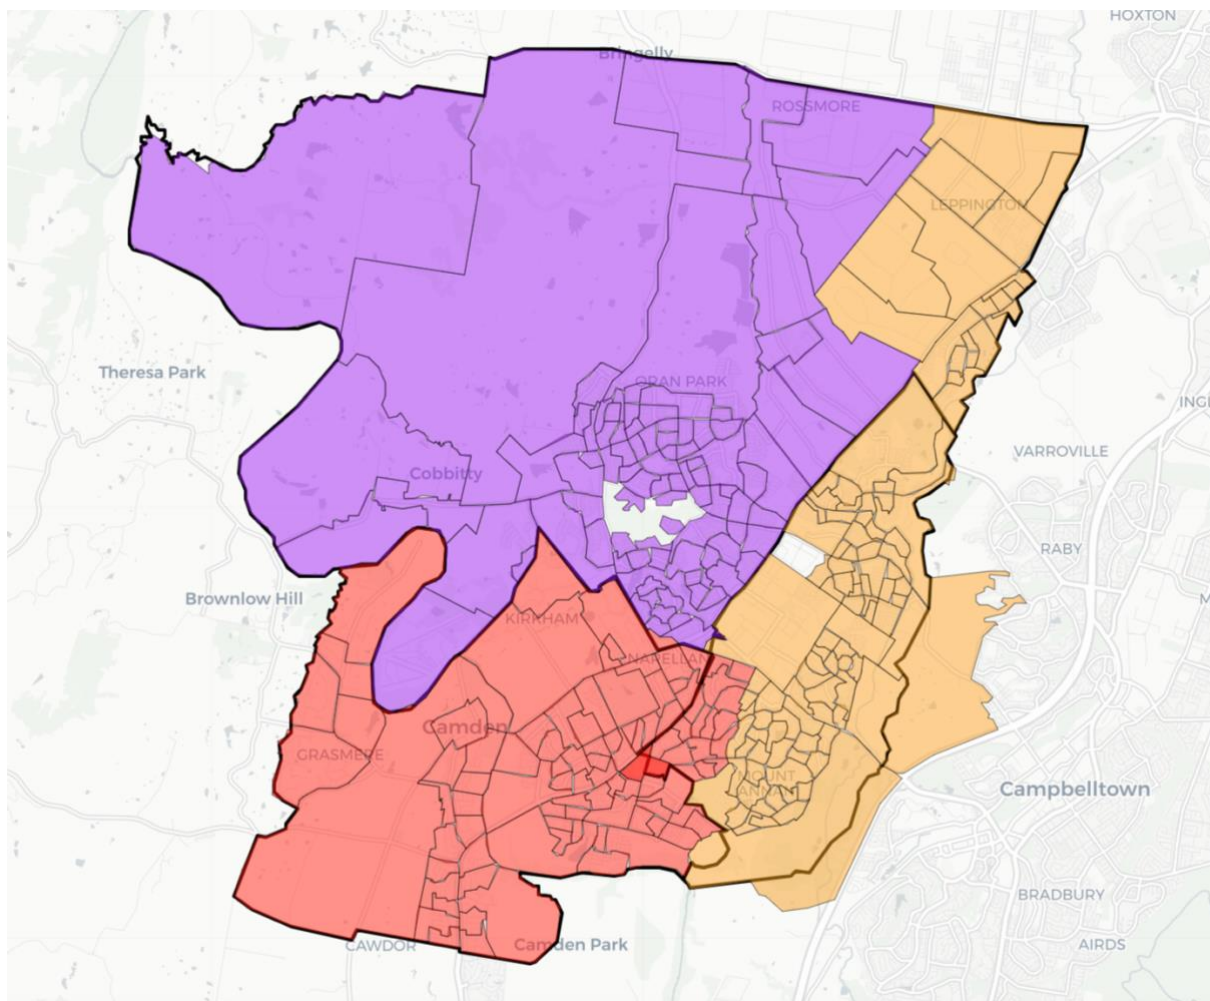 HOXTON
Bringelly
ROSSMORE
LEPPINGTON
Theresa Park
ORAN PARK
ING
VARROVILLE
Cobbitty
RABY
Brownlow Hill
M
KIRKHAM
NARELLAN
Camden
GRASMERE
MOUNT
ANNAN
Campbelltown
BRADBURY
CAWDOR
Camden Park
AIRDS